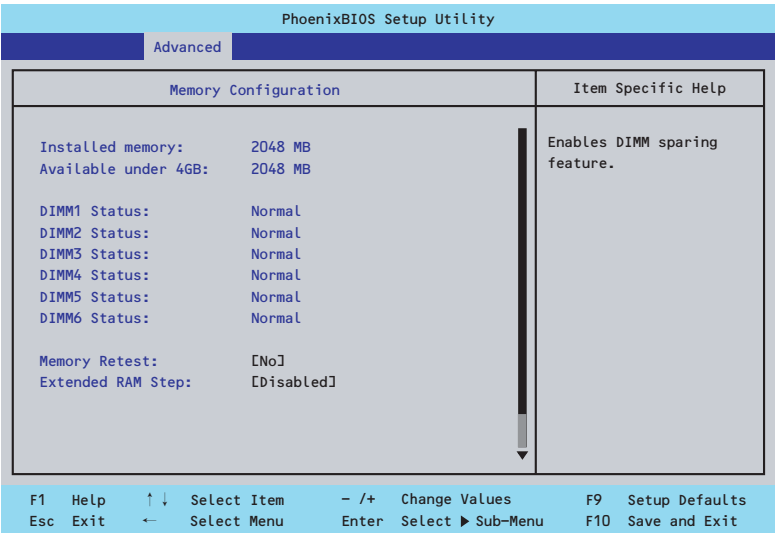 PhoenixBIOS Setup Utility
Advanced
Memory Configuration
Item Specific Help
Installed memory: 2048 MB
Available under 4GB: 2048 MB
DIMM1 Status: Normal
DIMM2 Status: Normal
DIMM3 Status: Normal
DIMM4 Status: Normal
DIMM5 Status: Normal
DIMM6 Status: Normal
Memory Retest: [No]
Extended RAM Step: [Disabled]
Enables DIMM sparing
feature.
F1 Help ↑↓ Select Item – /+ Change Values F9 Setup Defaults
Esc Exit ← Select Menu Enter Select ▶ Sub–Menu F10 Save and Exit